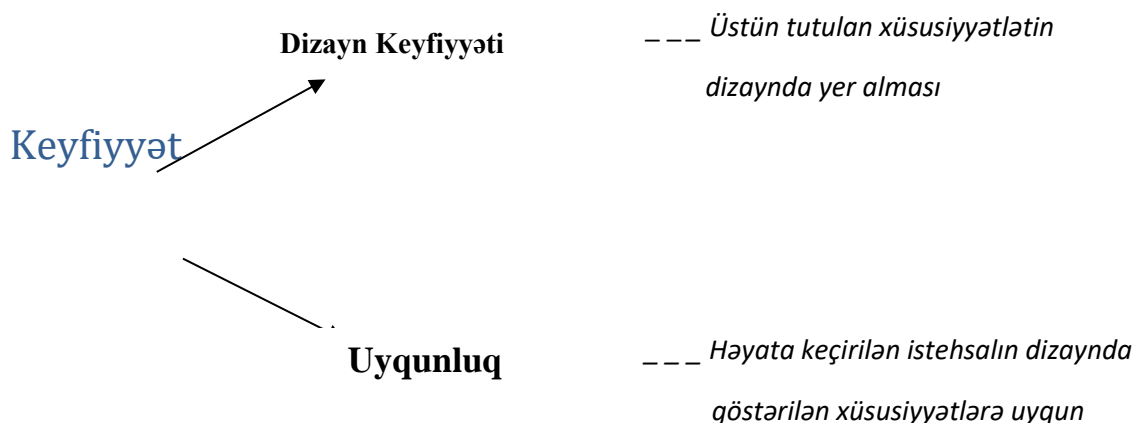 Dizayn Keyfiyyəti _ _ _ Üstün tutulan xüsusiyyətlətin
dizaynda yer alması
Keyfiyyət
Uyqunluq _ _ _ Həyata keçirilən istehsalın dizaynda
göstərilən xüsusiyyətlərə uyqun